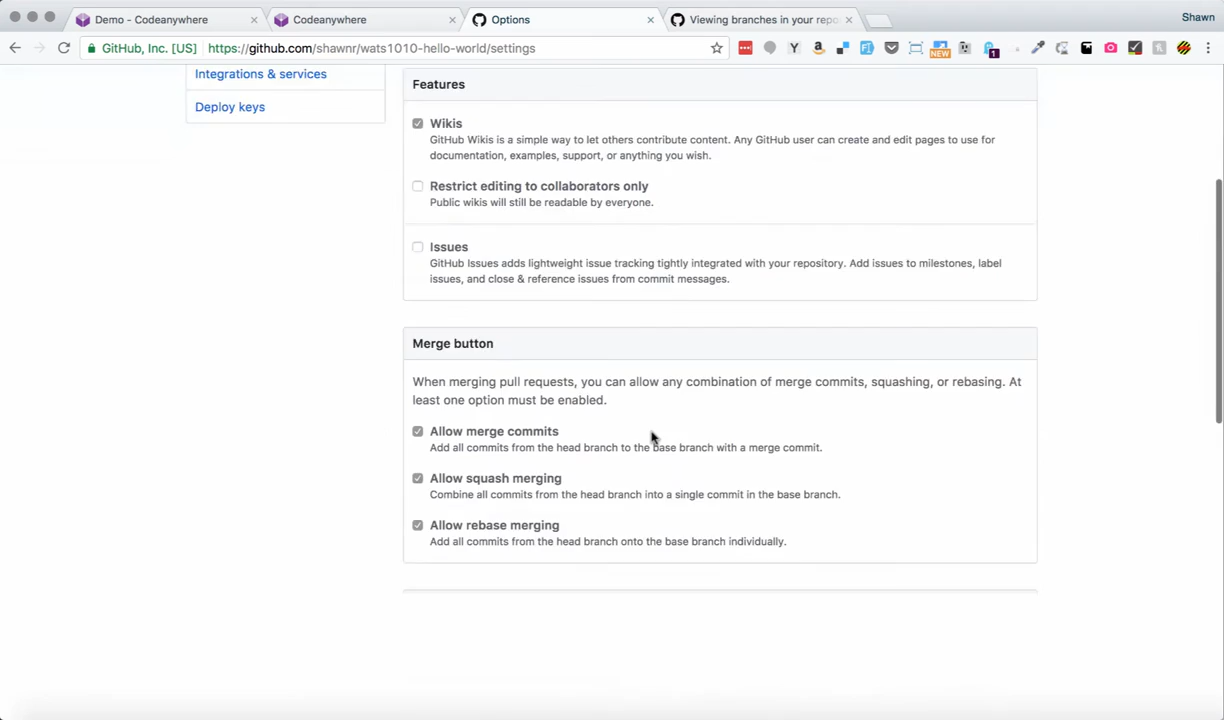 Demo - Codeanywhere
Codeanywhere
Options
Viewing branches in your repo
Shawn
GitHub, Inc. [US]
https://github.com/shawnr/wats1010-hello-world/settings
NEW
1
Integrations & services
Deploy keys
Features
Wikis
GitHub Wikis is a simple way to let others contribute content. Any GitHub user can create and edit pages to use for
documentation, examples, support, or anything you wish.
Restrict editing to collaborators only
Public wikis will still be readable by everyone.
Issues
GitHub Issues adds lightweight issue tracking tightly integrated with your repository. Add issues to milestones, label
issues, and close & reference issues from commit messages.
Merge button
When merging pull requests, you can allow any combination of merge commits, squashing, or rebasing. At
least one option must be enabled.
Allow merge commits
Add all commits from the head branch to the base branch with a merge commit.
Allow squash merging
Combine all commits from the head branch into a single commit in the base branch.
Allow rebase merging
Add all commits from the head branch onto the base branch individually.